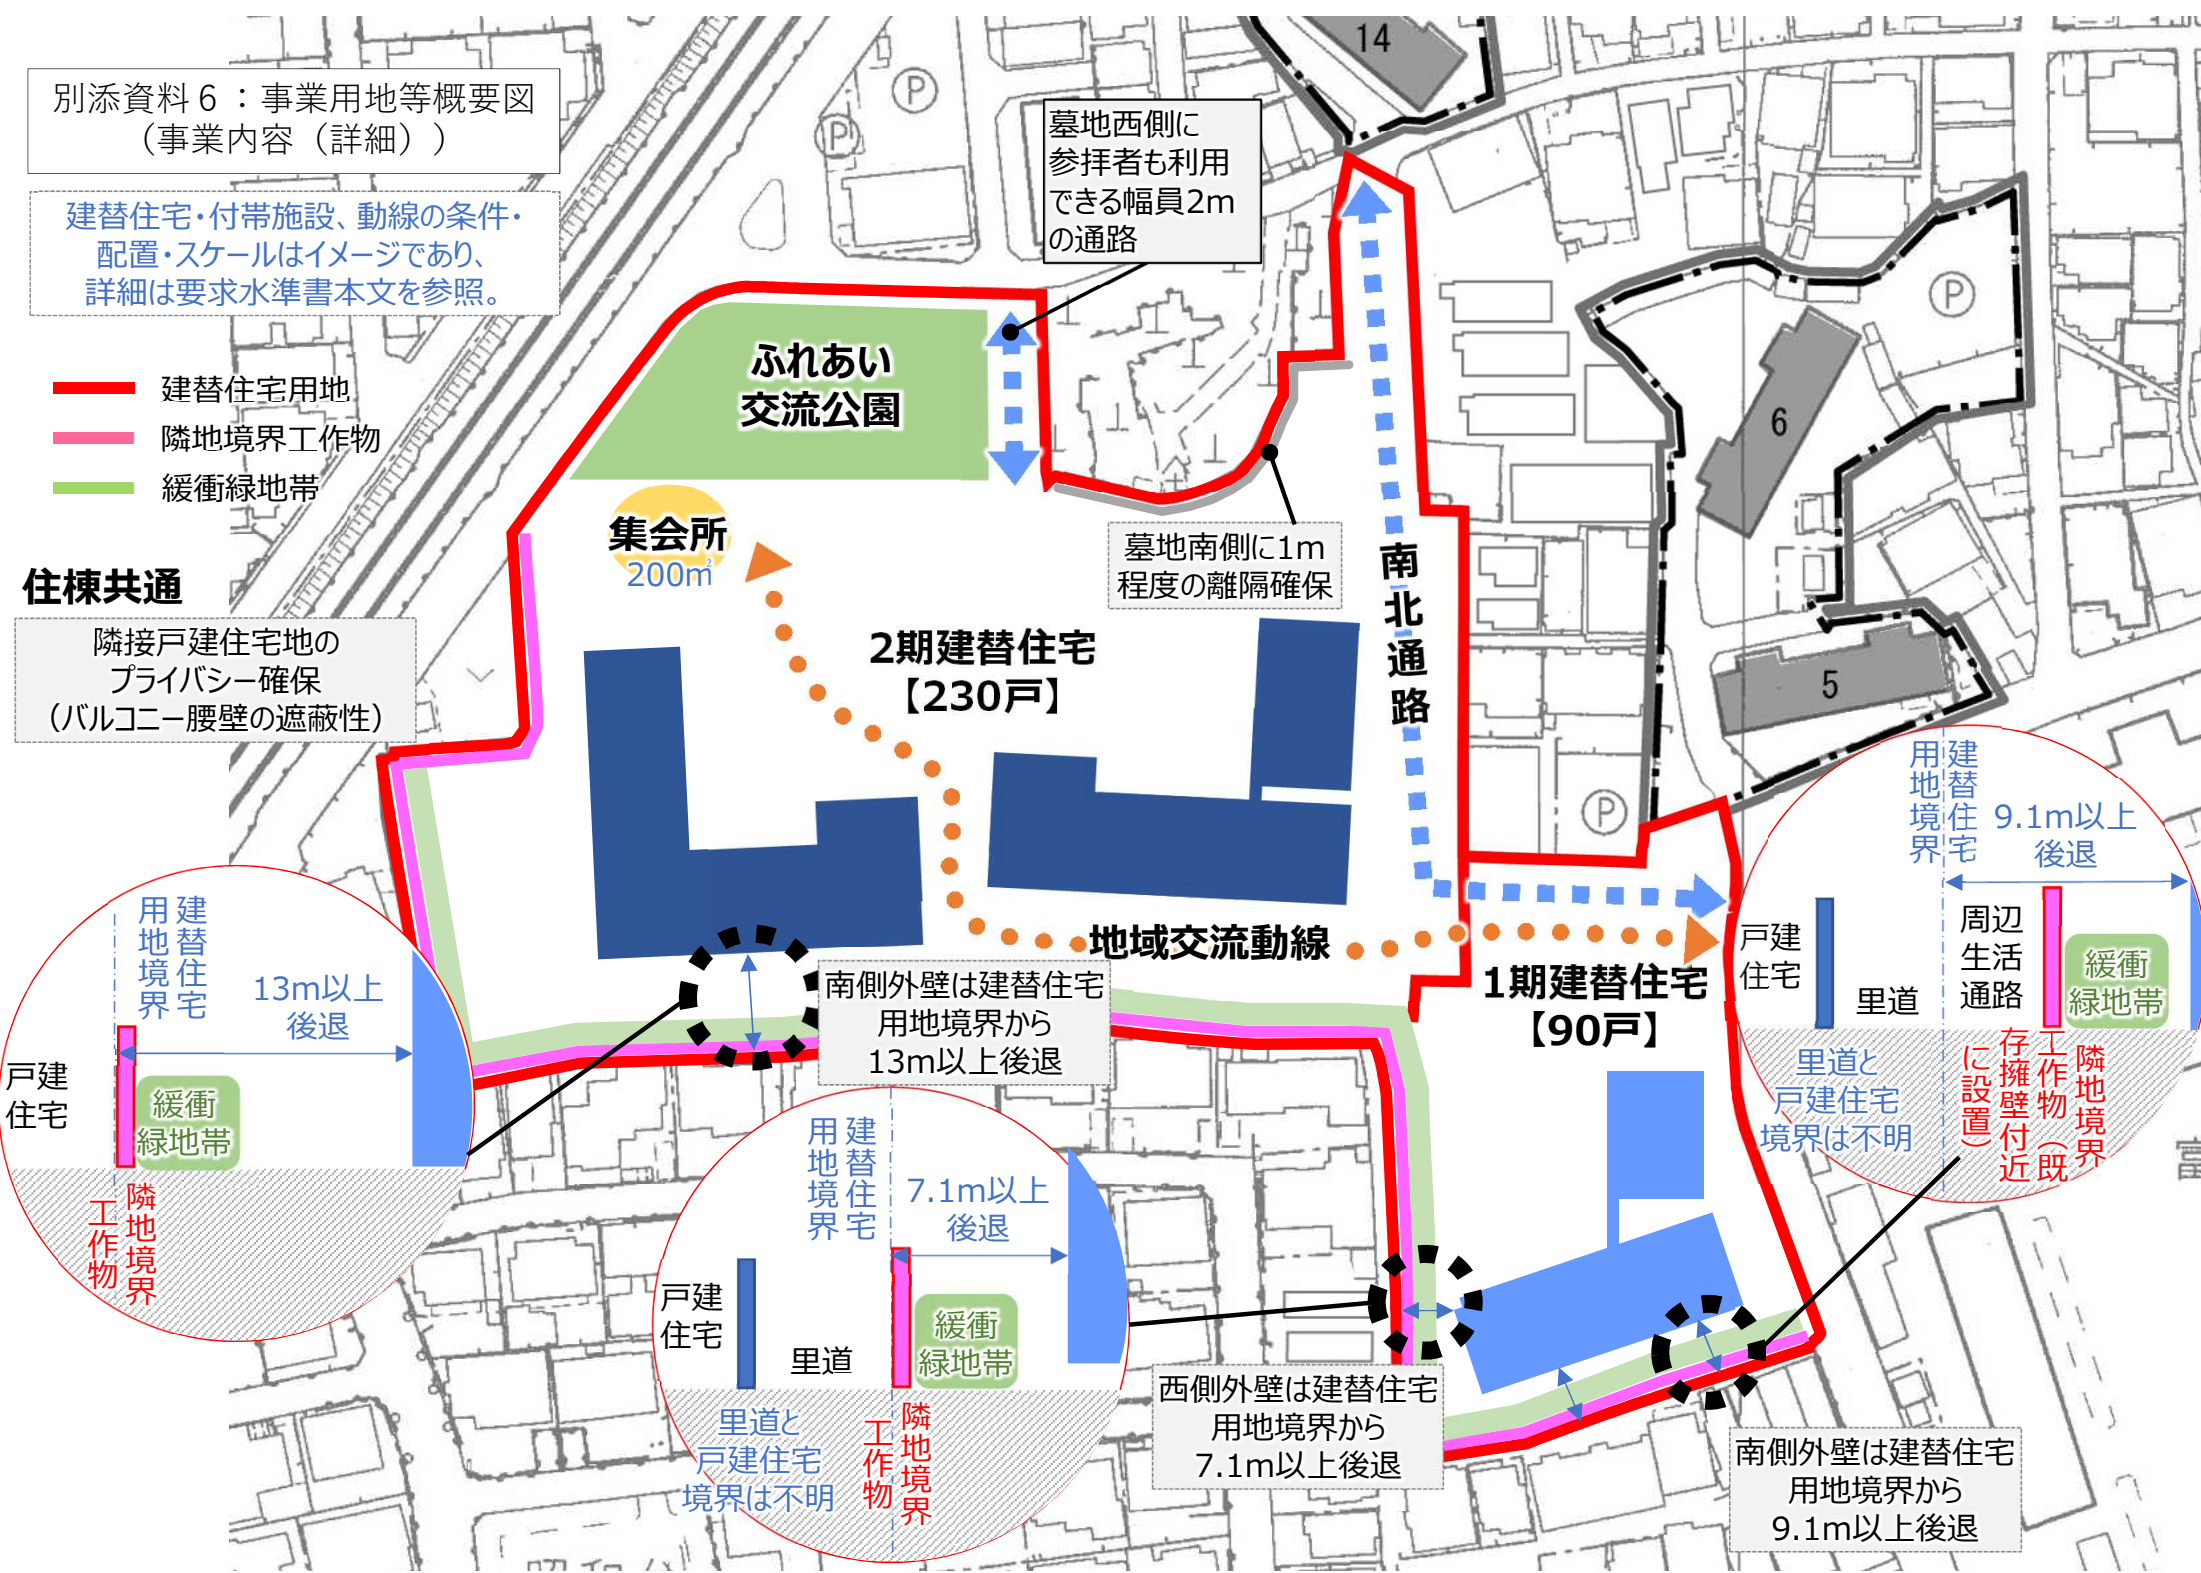 別添資料６：事業用地等概要図
（事業内容（詳細））
建替住宅・付帯施設、動線の条件・
配置・スケールはイメージであり、
詳細は要求水準書本文を参照。
建替住宅用地
隣地境界工作物
緩衝緑地帯
住棟共通
隣接戸建住宅地の
プライバシー確保
（バルコニー腰壁の遮蔽性）
墓地西側に
参拝者も利用
できる幅員2m
の通路
14
P
P
P
6
5
P
ふれあい
交流公園
集会所
200㎡
墓地南側に1m
程度の離隔確保
南北通路
2期建替住宅
【230戸】
地域交流動線
1期建替住宅
【90戸】
南側外壁は建替住宅
用地境界から
13m以上後退
西側外壁は建替住宅
用地境界から
7.1m以上後退
南側外壁は建替住宅
用地境界から
9.1m以上後退
建替住宅
用地境界
13m以上
後退
戸建
住宅
緩衝
緑地帯
隣地境界
工作物
建替住宅
用地境界
7.1m以上
後退
戸建
住宅
里道
緩衝
緑地帯
里道と
戸建住宅
境界は不明
隣地境界
工作物
建替住宅
用地境界
9.1m以上
後退
戸建
住宅
里道
周辺
生活
通路
緩衝
緑地帯
里道と
戸建住宅
境界は不明
隣地境界
工作物（既
存擁壁付近
に設置）
富